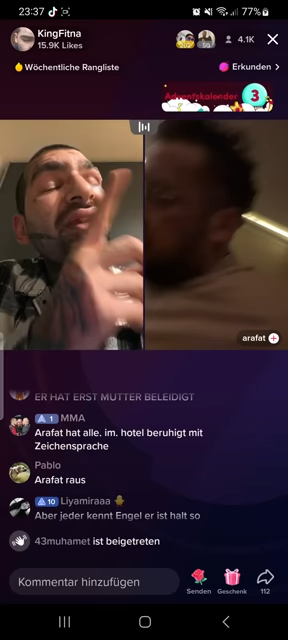 23:37
77%
KingFitna
15.9K Likes
4.1K
Wöchentliche Rangliste
Erkunden
Adventskalender
3
arafat
ER HAT ERST MUTTER BELEIDIGT
1 MMA
Arafat hat alle. im. hotel beruhigt mit
Zeichensprache
Pablo
Arafat raus
10 Liyamiraaa
Aber jeder kennt Engel er ist halt so
43muhamet ist beigetreten
Kommentar hinzufügen
Senden
Geschenk
112